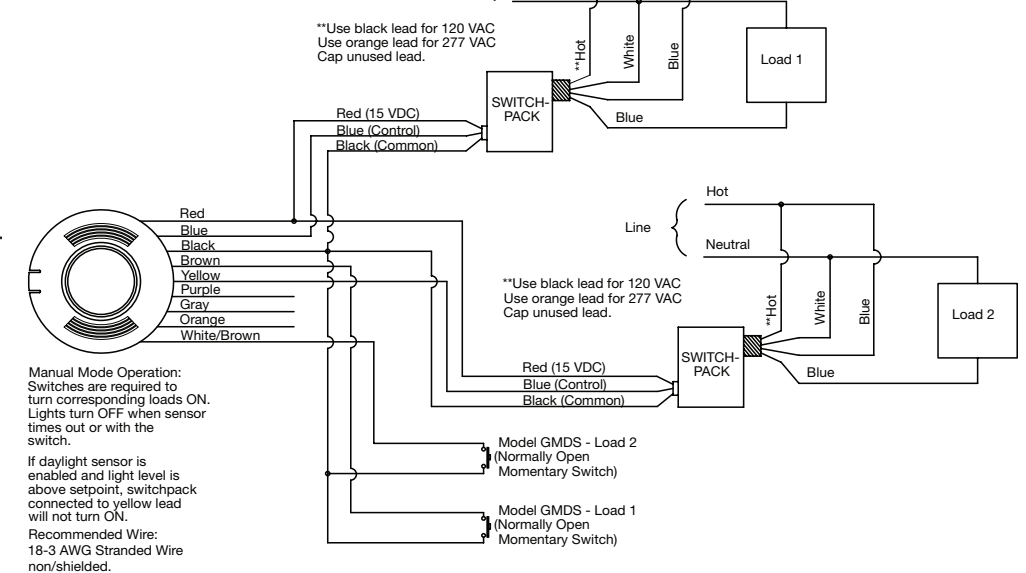 **Use black lead for 120 VAC
Use orange lead for 277 VAC
Cap unused lead.
**Hot
White
Blue
Load 1
SWITCH-
PACK
Blue
Red (15 VDC)
Blue (Control)
Black (Common)
Red
Blue
Black
Brown
Yellow
Purple
Gray
Orange
White/Brown
Hot
Line
Neutral
**Use black lead for 120 VAC
Use orange lead for 277 VAC
Cap unused lead.
**Hot
White
Blue
Load 2
SWITCH-
PACK
Blue
Red (15 VDC)
Blue (Control)
Black (Common)
Manual Mode Operation:
Switches are required to
turn corresponding loads ON.
Lights turn OFF when sensor
times out or with the
switch.
If daylight sensor is
enabled and light level is
above setpoint, switchpack
connected to yellow lead
will not turn ON.
Recommended Wire:
18-3 AWG Stranded Wire
non/shielded.
Model GMDS - Load 2
(Normally Open
Momentary Switch)
Model GMDS - Load 1
(Normally Open
Momentary Switch)